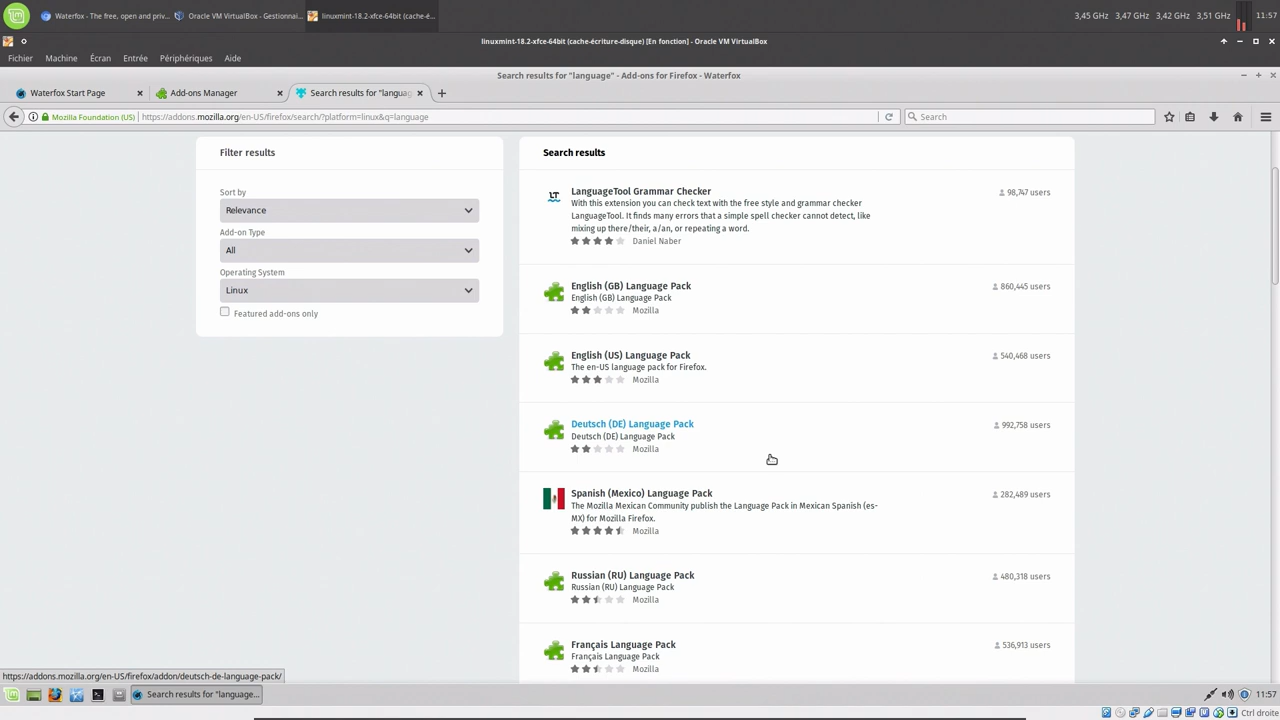 Waterfox - The free, open and priv...
Oracle VM VirtualBox - Gestionnai...
linuxmint-18.2-xfce-64bit (cache-é...
3,45 GHz
3,47 GHz
3,42 GHz
3,51 GHz
11:57
linuxmint-18.2-xfce-64bit (cache-écriture-disque) [En fonction] - Oracle VM VirtualBox
Fichier
Machine
Écran
Entrée
Périphériques
Aide
Search results for "language" - Add-ons for Firefox - Waterfox
Waterfox Start Page
Add-ons Manager
Search results for "languag
Mozilla Foundation (US)
https://addons.mozilla.org/en-US/firefox/search/?platform=linux&q=language
Search
Filter results
Sort by
Relevance
Add-on Type
All
Operating System
Linux
Featured add-ons only
Search results
LanguageTool Grammar Checker
98,747 users
With this extension you can check text with the free style and grammar checker
LanguageTool. It finds many errors that a simple spell checker cannot detect, like
mixing up there/their, a/an, or repeating a word.
Daniel Naber
English (GB) Language Pack
860,445 users
English (GB) Language Pack
Mozilla
English (US) Language Pack
540,468 users
The en-US language pack for Firefox.
Mozilla
Deutsch (DE) Language Pack
992,758 users
Deutsch (DE) Language Pack
Mozilla
Spanish (Mexico) Language Pack
282,489 users
The Mozilla Mexican Community publish the Language Pack in Mexican Spanish (es-
MX) for Mozilla Firefox.
Mozilla
Russian (RU) Language Pack
480,318 users
Russian (RU) Language Pack
Mozilla
Français Language Pack
536,913 users
Français Language Pack
Mozilla
https://addons.mozilla.org/en-US/firefox/addon/deutsch-de-language-pack/
Search results for "language...
11:57
Ctrl droite